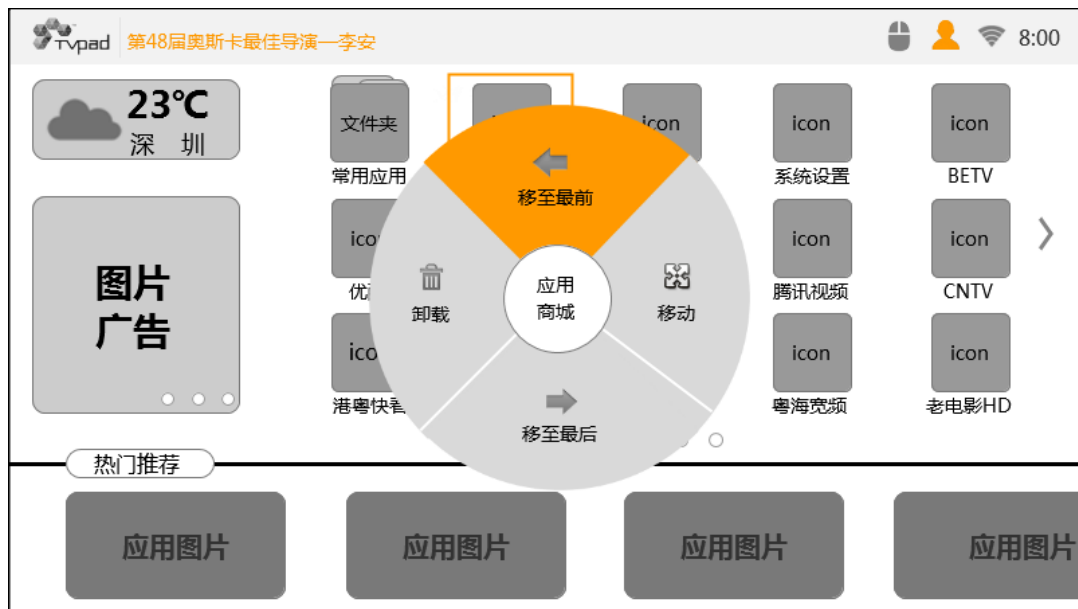 TVpad
第48届奥斯卡最佳导演—李安
8:00
23℃
深 圳
文件夹
icon
icon
icon
常用应用
系统设置
BETV
移至最前
图片
广告
icon
icon
腾讯视频
CNTV
卸载
应用
商城
移动
icon
icon
港粤快看
粤海宽频
老电影HD
移至最后
热门推荐
应用图片
应用图片
应用图片
应用图片